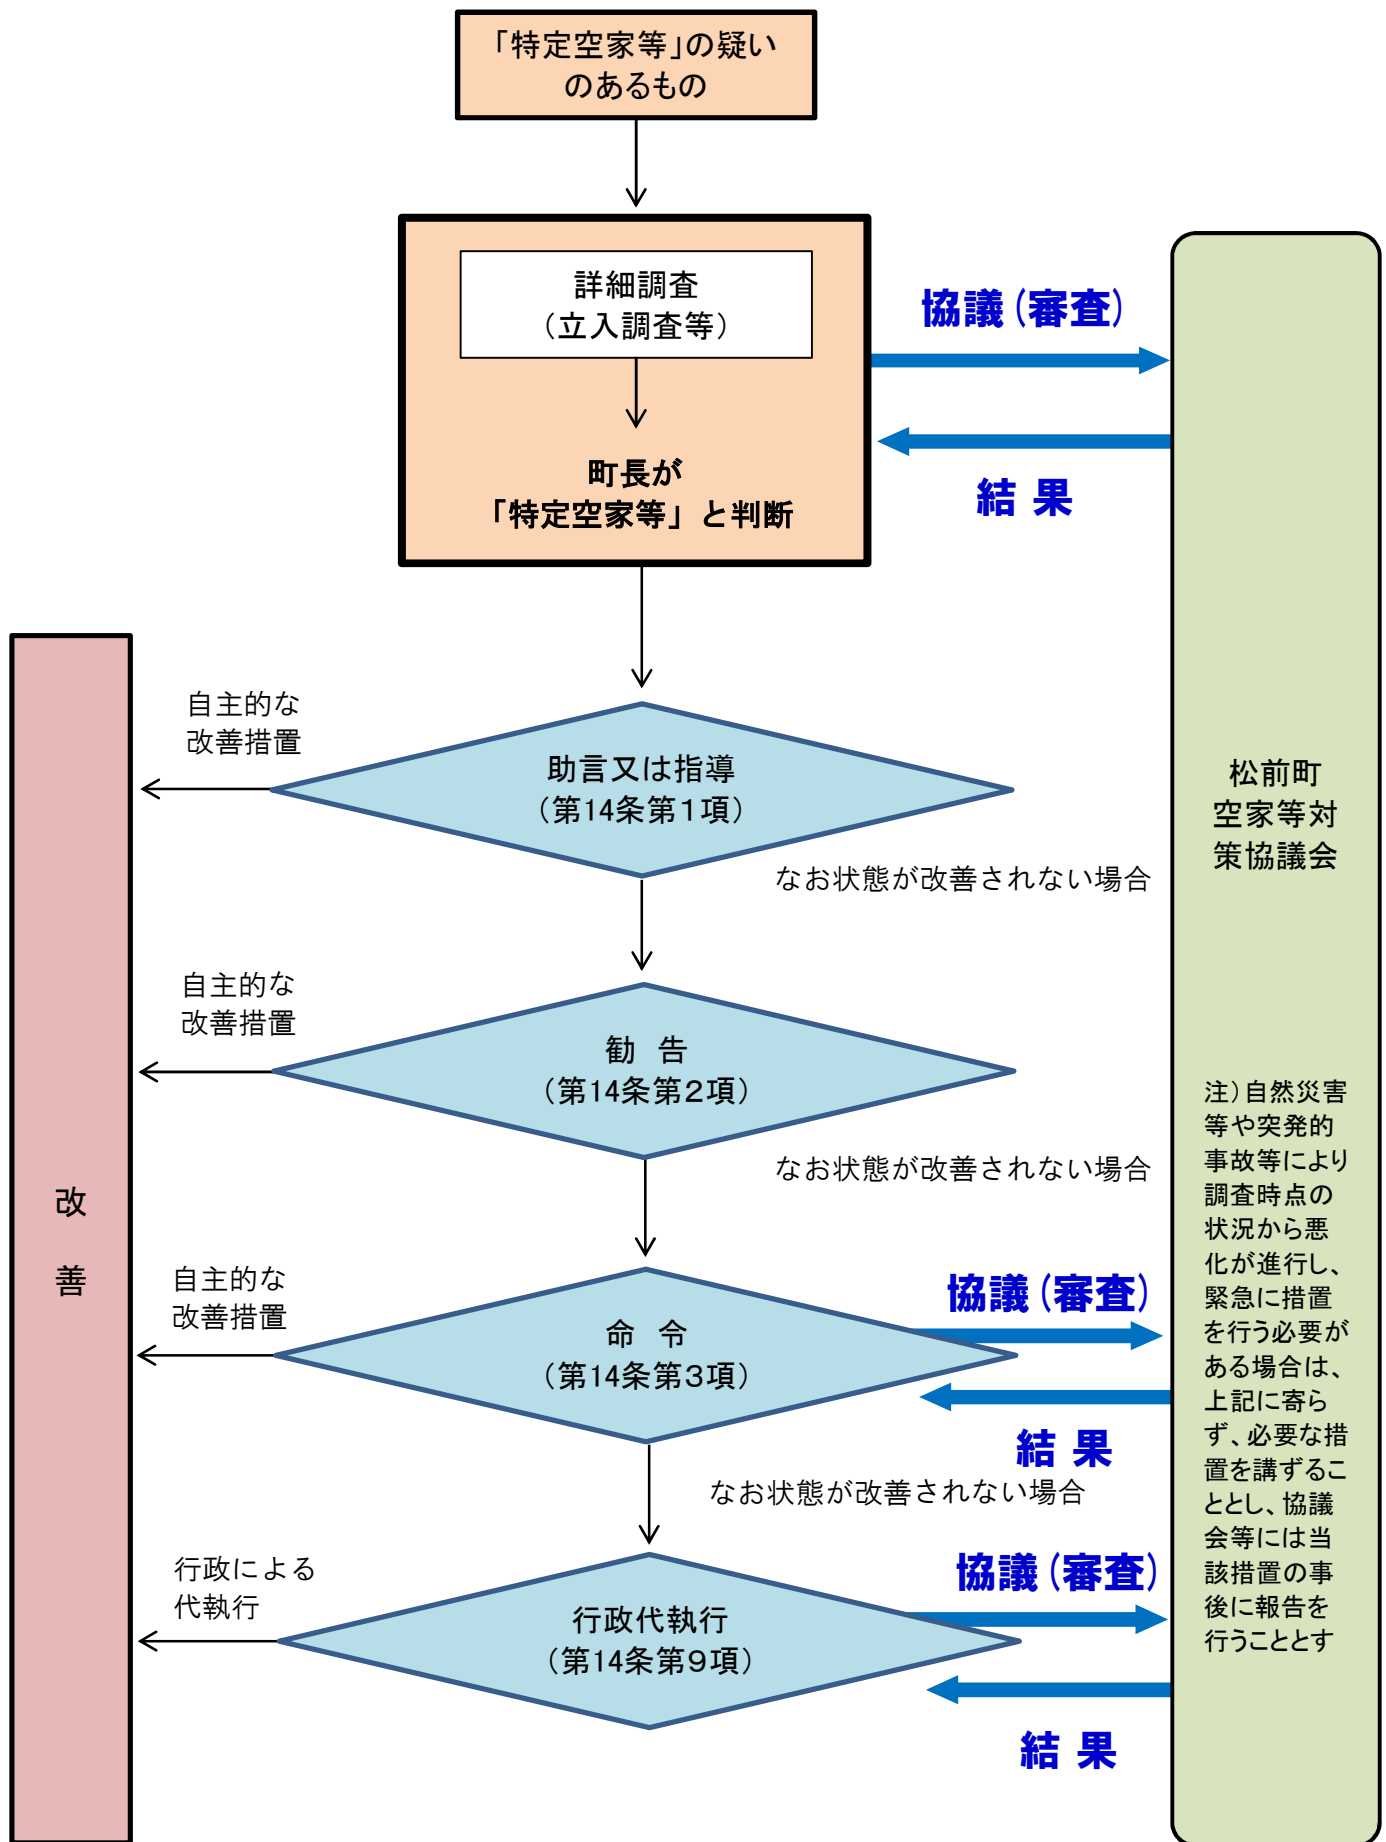 「特定空家等」の疑い
のあるもの
詳細調査
（立入調査等）
町長が
「特定空家等」と判断
協議（審査）
結 果
自主的な
改善措置
助言又は指導
（第14条第１項）
なお状態が改善されない場合
自主的な
改善措置
勧　告
（第14条第２項）
なお状態が改善されない場合
自主的な
改善措置
命　令
（第14条第３項）
協議（審査）
結 果
なお状態が改善されない場合
行政による
代執行
行政代執行
（第14条第９項）
協議（審査）
結 果
改
善
松前町
空家等対
策協議会
注）自然災害
等や突発的
事故等により
調査時点の
状況から悪
化が進行し、
緊急に措置
を行う必要が
ある場合は、
上記に寄ら
ず、必要な措
置を講ずるこ
ととし、協議
会等には当
該措置の事
後に報告を
行うこととす